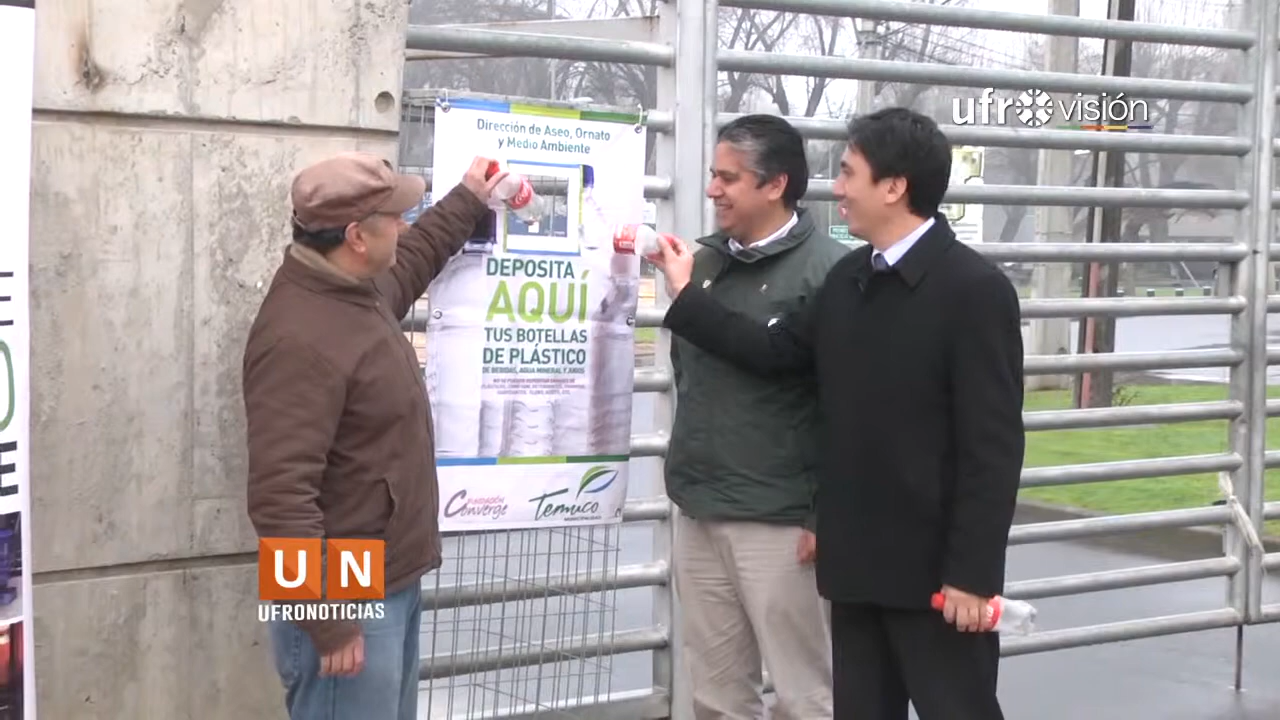 ufro visión
Dirección de Aseo, Ornato
y Medio Ambiente
DEPOSITA
AQUÍ
TUS BOTELLAS
DE PLÁSTICO
DE BEBIDAS, AGUA MINERAL Y JUGOS
Fundación
Converge
Temuco
UN
UFRONOTICIAS